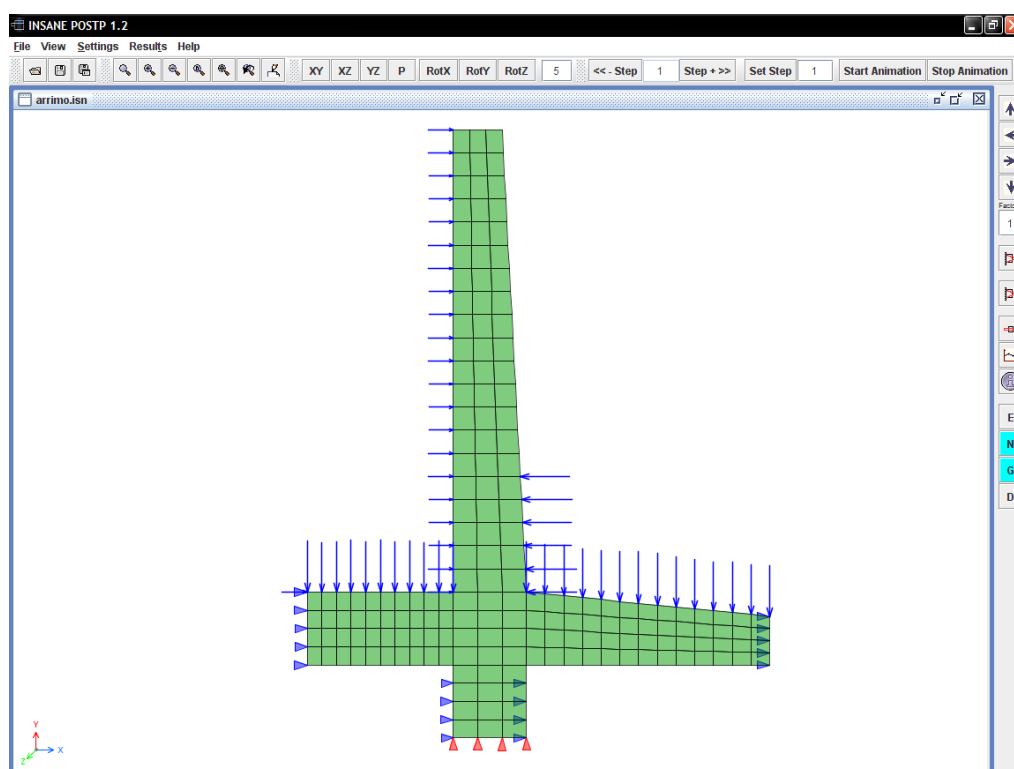 INSANE POSTP 1.2
File View Settings Results Help
XY XZ YZ P RotX RotY RotZ 5 << - Step 1 Step + >> Set Step 1 Start Animation Stop Animation
arrimo.isn
1
E
N
G
D
Y
X
Z